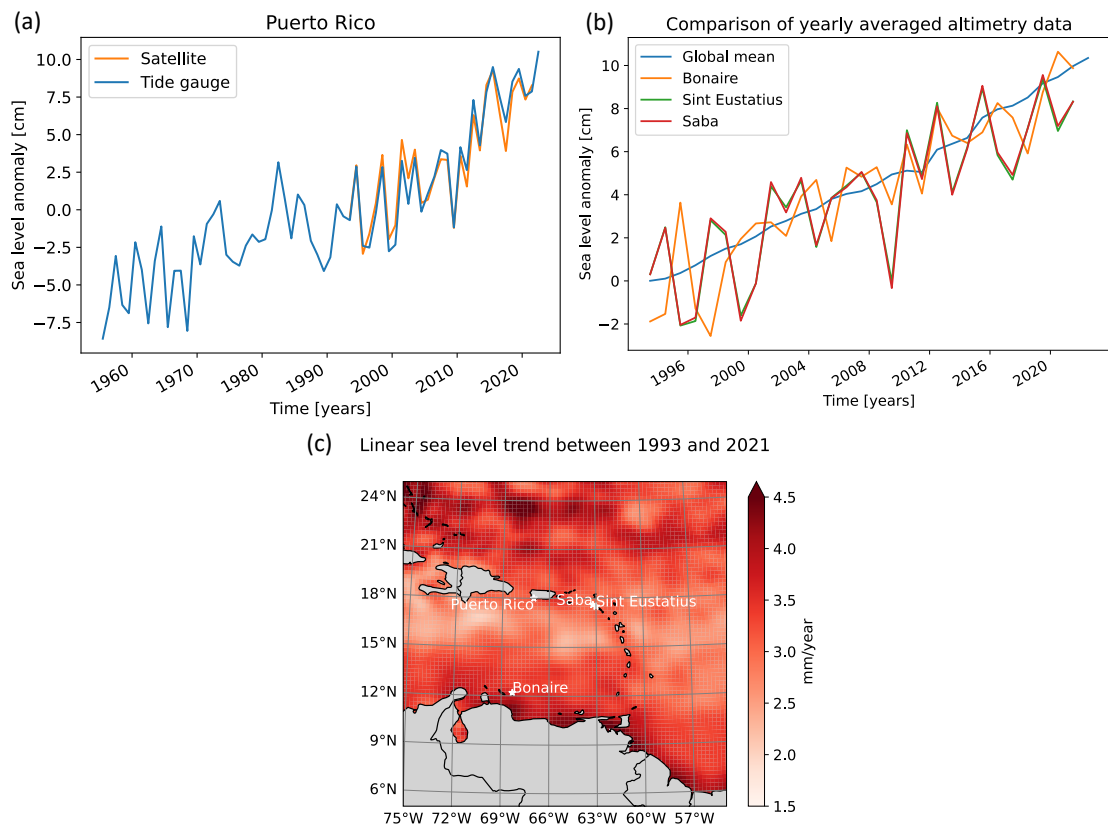 (a)
Puerto Rico
Satellite
Tide gauge
Sea level anomaly [cm]
10.0
7.5
5.0
2.5
0.0
−2.5
−5.0
−7.5
1960
1970
1980
1990
2000
2010
2020
Time [years]
(b)
Comparison of yearly averaged altimetry data
Global mean
Bonaire
Sint Eustatius
Saba
Sea level anomaly [cm]
10
8
6
4
2
0
−2
1996
2000
2004
2008
2012
2016
2020
Time [years]
(c)
Linear sea level trend between 1993 and 2021
24°N
21°N
18°N
15°N
12°N
9°N
6°N
Puerto Rico
Saba
Sint Eustatius
Bonaire
75°W
72°W
69°W
66°W
63°W
60°W
57°W
4.5
4.0
3.5
3.0
2.5
2.0
1.5
mm/year